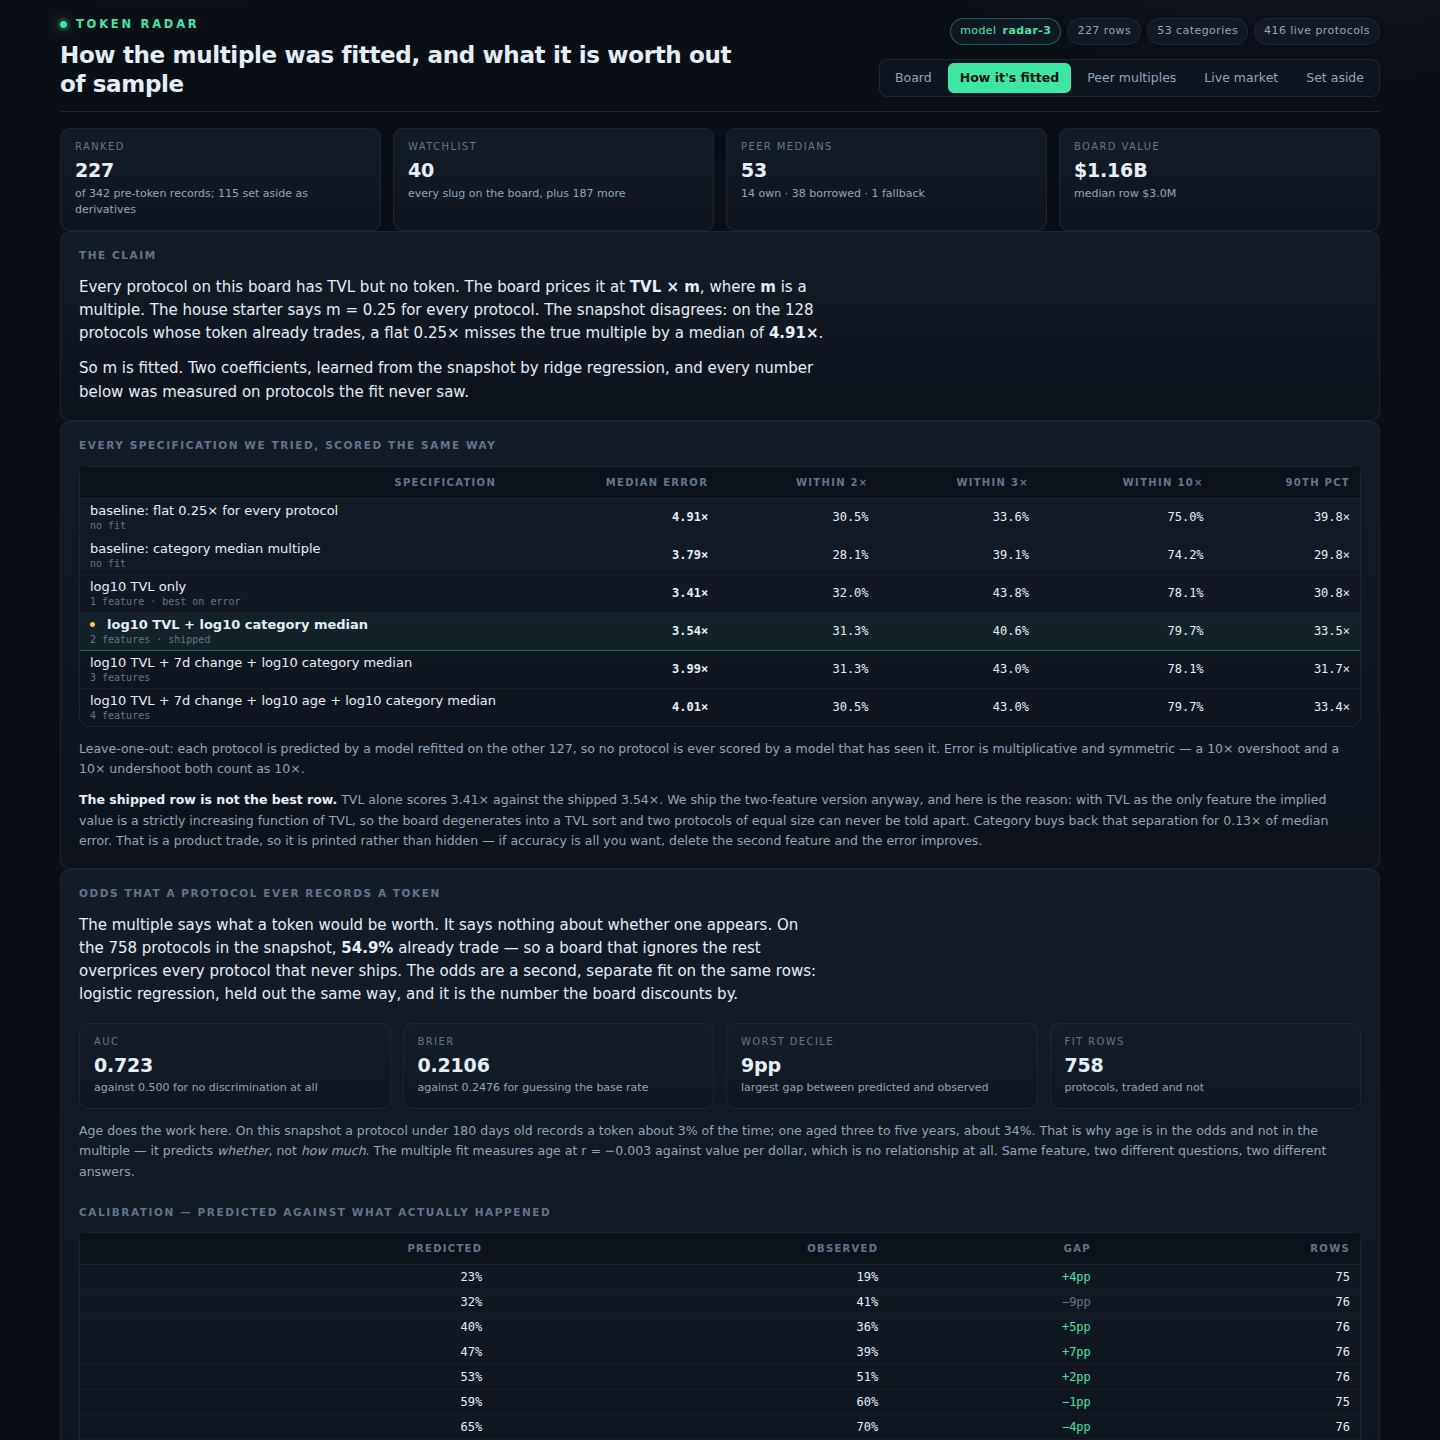 TOKEN RADAR
How the multiple was fitted, and what it is worth out
of sample
model radar-3
227 rows
53 categories
416 live protocols
Board
How it's fitted
Peer multiples
Live market
Set aside
RANKED
227
of 342 pre-token records; 115 set aside as
derivatives
WATCHLIST
40
every slug on the board, plus 187 more
PEER MEDIANS
53
14 own · 38 borrowed · 1 fallback
BOARD VALUE
$1.16B
median row $3.0M
THE CLAIM
Every protocol on this board has TVL but no token. The board prices it at TVL × m, where m is a
multiple. The house starter says m = 0.25 for every protocol. The snapshot disagrees: on the 128
protocols whose token already trades, a flat 0.25× misses the true multiple by a median of 4.91×.
So m is fitted. Two coefficients, learned from the snapshot by ridge regression, and every number
below was measured on protocols the fit never saw.
EVERY SPECIFICATION WE TRIED, SCORED THE SAME WAY
SPECIFICATION MEDIAN ERROR WITHIN 2× WITHIN 3× WITHIN 10× 90TH PCT
baseline: flat 0.25× for every protocol 4.91× 30.5% 33.6% 75.0% 39.8×
no fit
baseline: category median multiple 3.79× 28.1% 39.1% 74.2% 29.8×
no fit
log10 TVL only 3.41× 32.0% 43.8% 78.1% 30.8×
1 feature · best on error
log10 TVL + log10 category median 3.54× 31.3% 40.6% 79.7% 33.5×
2 features · shipped
log10 TVL + 7d change + log10 category median 3.99× 31.3% 43.0% 78.1% 31.7×
3 features
log10 TVL + 7d change + log10 age + log10 category median 4.01× 30.5% 43.0% 79.7% 33.4×
4 features
Leave-one-out: each protocol is predicted by a model refitted on the other 127, so no protocol is ever scored by a model that has seen it. Error is multiplicative and symmetric — a 10× overshoot and a
10× undershoot both count as 10×.
The shipped row is not the best row. TVL alone scores 3.41× against the shipped 3.54×. We ship the two-feature version anyway, and here is the reason: with TVL as the only feature the implied
value is a strictly increasing function of TVL, so the board degenerates into a TVL sort and two protocols of equal size can never be told apart. Category buys back that separation for 0.13× of median
error. That is a product trade, so it is printed rather than hidden — if accuracy is all you want, delete the second feature and the error improves.
ODDS THAT A PROTOCOL EVER RECORDS A TOKEN
The multiple says what a token would be worth. It says nothing about whether one appears. On
the 758 protocols in the snapshot, 54.9% already trade — so a board that ignores the rest
overprices every protocol that never ships. The odds are a second, separate fit on the same rows:
logistic regression, held out the same way, and it is the number the board discounts by.
AUC
0.723
against 0.500 for no discrimination at all
BRIER
0.2106
against 0.2476 for guessing the base rate
WORST DECILE
9pp
largest gap between predicted and observed
FIT ROWS
758
protocols, traded and not
Age does the work here. On this snapshot a protocol under 180 days old records a token about 3% of the time; one aged three to five years, about 34%. That is why age is in the odds and not in the
multiple — it predicts whether, not how much. The multiple fit measures age at r = −0.003 against value per dollar, which is no relationship at all. Same feature, two different questions, two different
answers.
CALIBRATION — PREDICTED AGAINST WHAT ACTUALLY HAPPENED
PREDICTED OBSERVED GAP ROWS
23% 19% +4pp 75
32% 41% −9pp 76
40% 36% +5pp 76
47% 39% +7pp 76
53% 51% +2pp 76
59% 60% −1pp 75
65% 70% −4pp 76